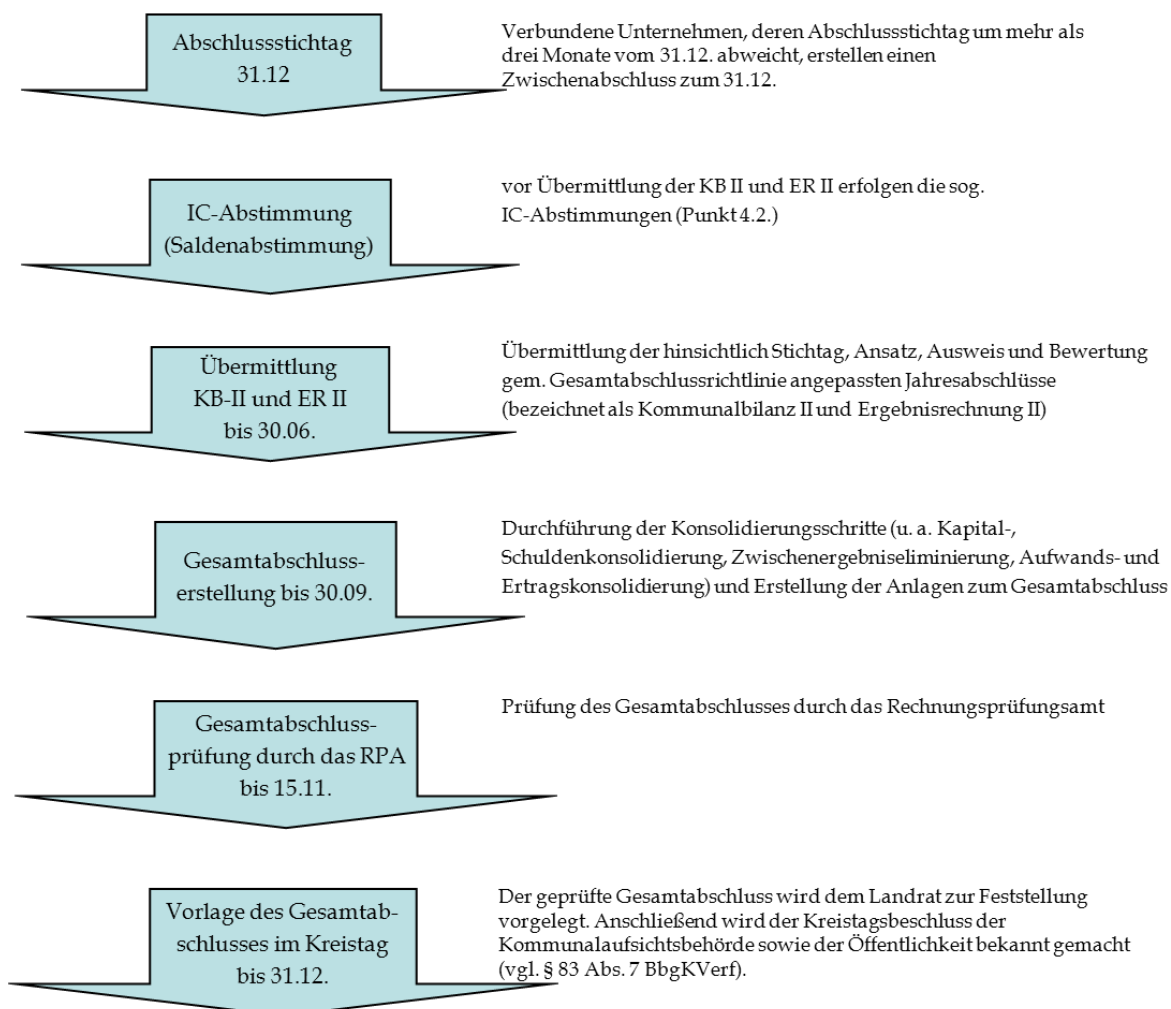 Abschlussstichtag
31.12
Verbundene Unternehmen, deren Abschlussstichtag um mehr als
drei Monate vom 31.12. abweicht, erstellen einen
Zwischenabschluss zum 31.12.
IC-Abstimmung
(Saldenabstimmung)
vor Übermittlung der KB II und ER II erfolgen die sog.
IC-Abstimmungen (Punkt 4.2.)
Übermittlung
KB-II und ER II
bis 30.06.
Übermittlung der hinsichtlich Stichtag, Ansatz, Ausweis und Bewertung
gem. Gesamtabschlussrichtlinie angepassten Jahresabschlüsse
(bezeichnet als Kommunalbilanz II und Ergebnisrechnung II)
Gesamtabschluss-
erstellung bis 30.09.
Durchführung der Konsolidierungsschritte (u. a. Kapital-,
Schuldenkonsolidierung, Zwischenergebniseliminierung, Aufwands- und
Ertragskonsolidierung) und Erstellung der Anlagen zum Gesamtabschluss
Gesamtabschluss-
prüfung durch das RPA
bis 15.11.
Prüfung des Gesamtabschlusses durch das Rechnungsprüfungsamt
Vorlage des Gesamtab-
schlusses im Kreistag
bis 31.12.
Der geprüfte Gesamtabschluss wird dem Landrat zur Feststellung
vorgelegt. Anschließend wird der Kreistagsbeschluss der
Kommunalaufsichtsbehörde sowie der Öffentlichkeit bekannt gemacht
(vgl. § 83 Abs. 7 BbgKVerf).